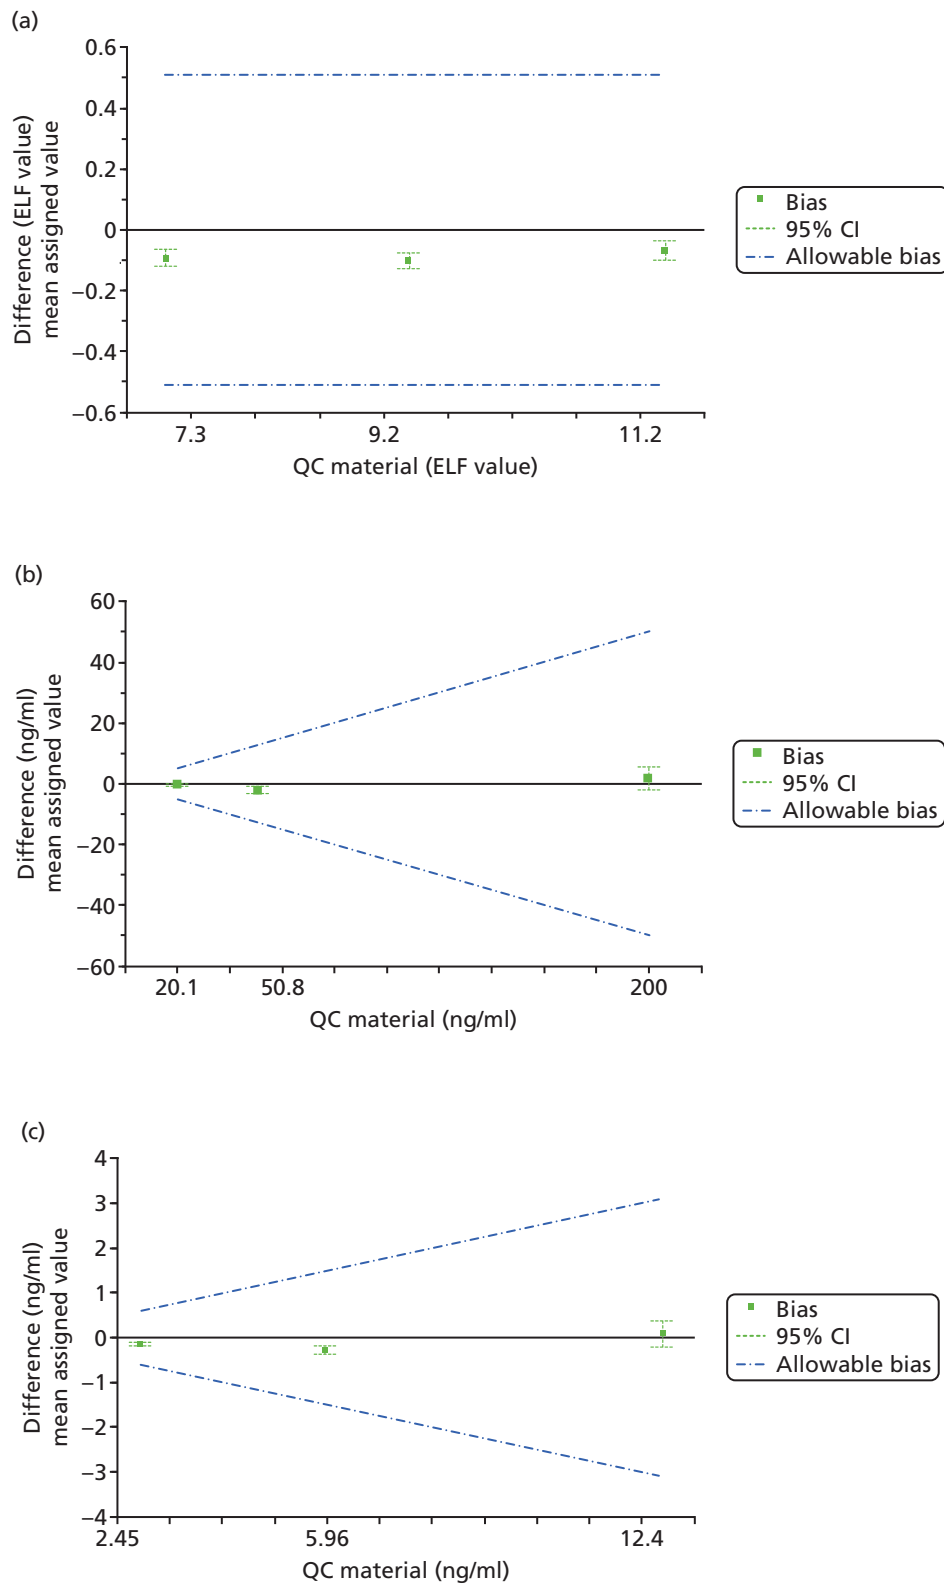 (a)
0.6
0.4
0.2
0
–0.2
–0.4
–0.6
Difference (ELF value)
mean assigned value
7.3 9.2 11.2
QC material (ELF value)
Bias
95% CI
Allowable bias
(b)
60
40
20
0
–20
–40
–60
Difference (ng/ml)
mean assigned value
20.1 50.8 200
QC material (ng/ml)
Bias
95% CI
Allowable bias
(c)
4
3
2
1
0
–1
–2
–3
–4
Difference (ng/ml)
mean assigned value
2.45 5.96 12.4
QC material (ng/ml)
Bias
95% CI
Allowable bias